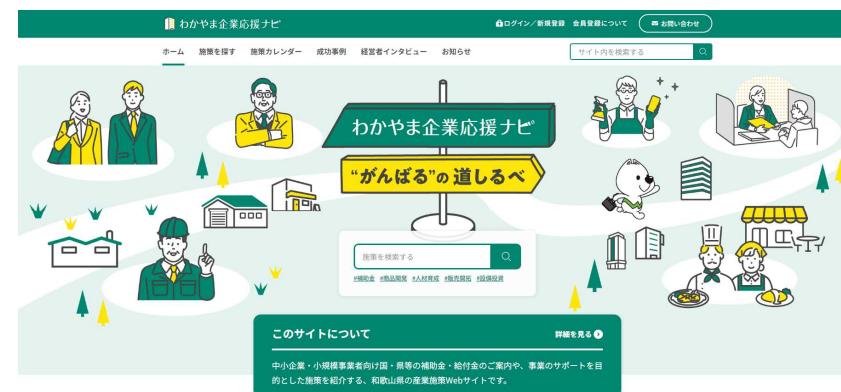 わかやま企業応援ナビ
ログイン／新規登録 会員登録について お問い合わせ
ホーム 施策を探す 施策カレンダー 成功事例 経営者インタビュー お知らせ
サイト内を検索する
わかやま企業応援ナビ
“がんばる”の道しるべ
施策を検索する
#補助金 #商品開発 #人材育成 #販売開拓 #設備投資
このサイトについて 詳細を見る
中小企業・小規模事業者向け国・県等の補助金・給付金のご案内や、事業のサポートを目
的とした施策を紹介する、和歌山県の産業施策Webサイトです。